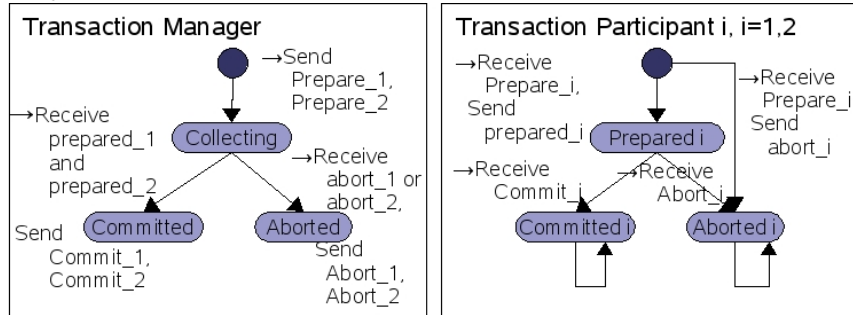 Transaction Manager
→Send
Prepare_1,
Prepare_2
→Receive
prepared_1
and
prepared_2
Collecting
→Receive
abort_1 or
abort_2,
Committed
Aborted
Send
Commit_1,
Commit_2
Send
Abort_1,
Abort_2
Transaction Participant i, i=1,2
→Receive
Prepare_i,
Send
prepared_i
→Receive
Prepare_i
Send
abort_i
Prepared i
→Receive
Commit_i
→Receive
Abort_i
Committed i
Aborted i